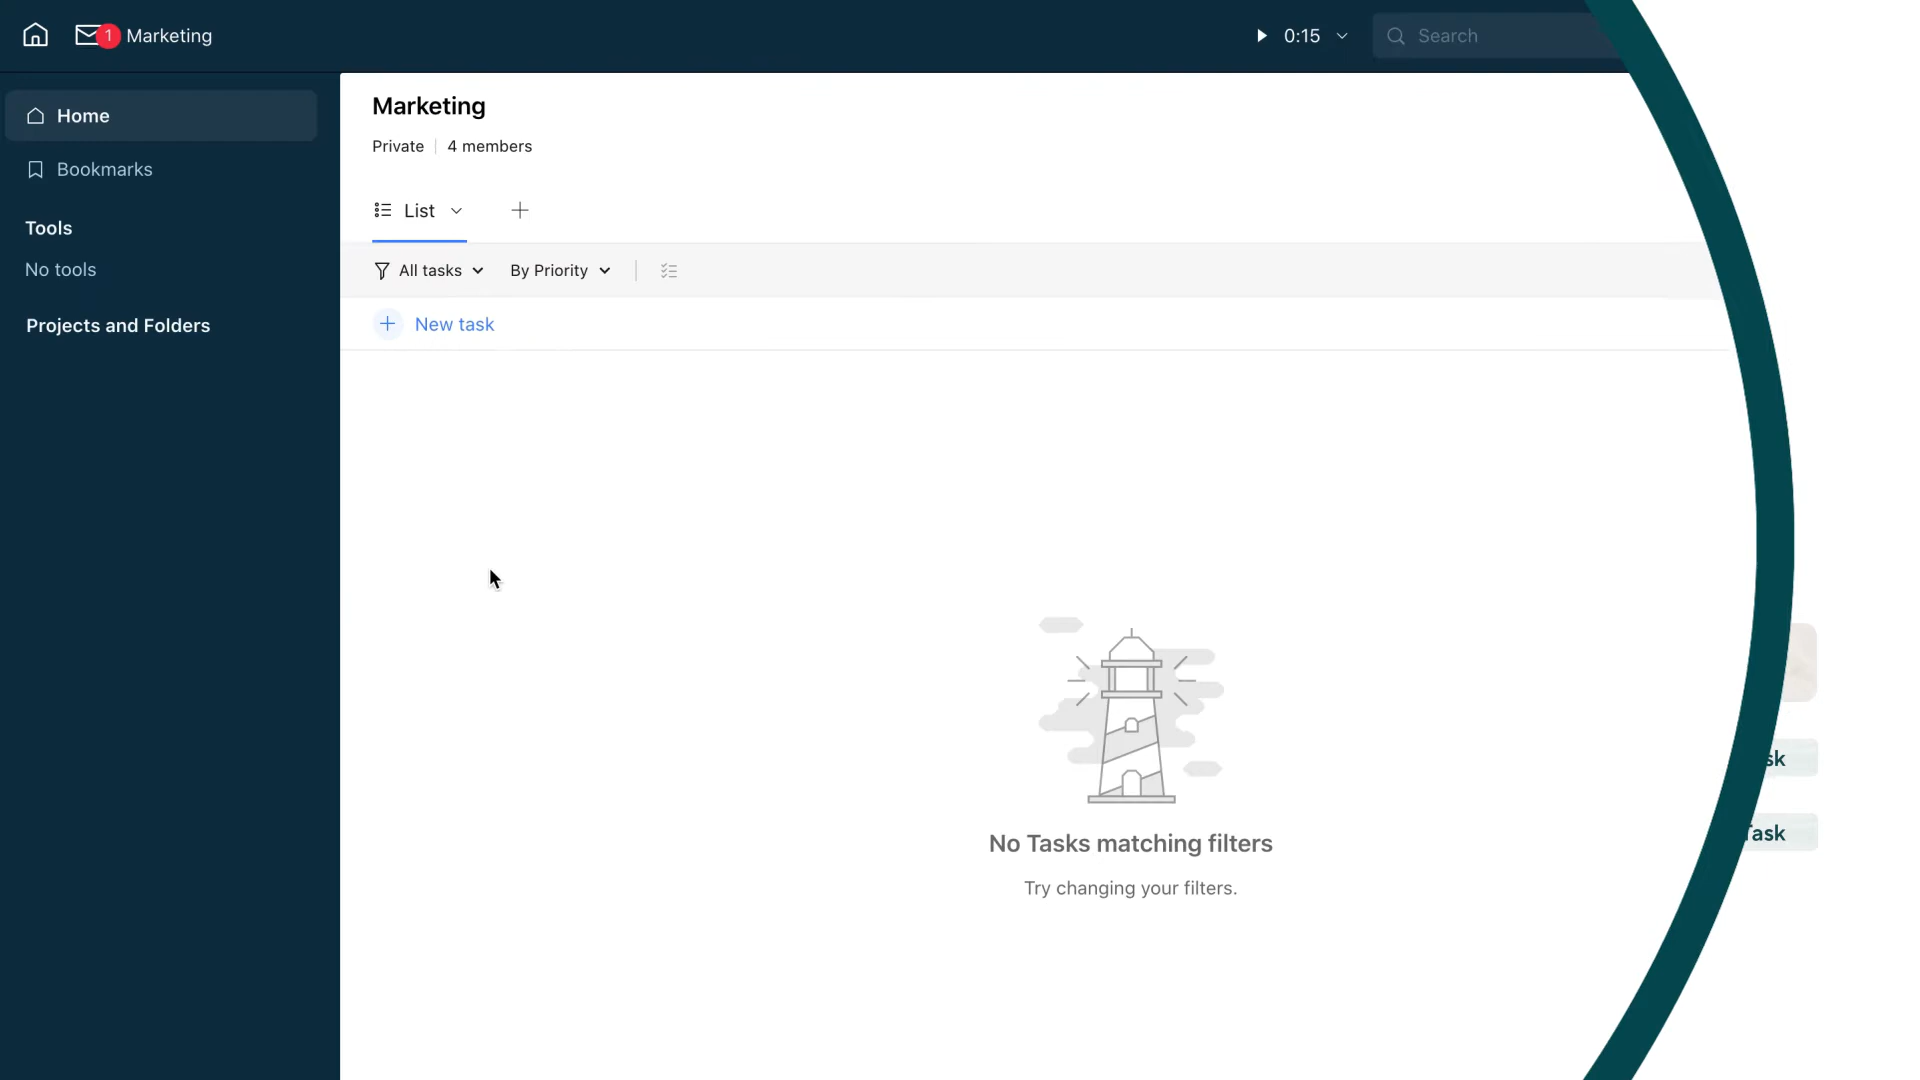 1 Marketing
0:15
Search
Home
Bookmarks
Tools
No tools
Projects and Folders
Marketing
Private
4 members
List
All tasks
By Priority
New task
No Tasks matching filters
Try changing your filters.
sk
Task